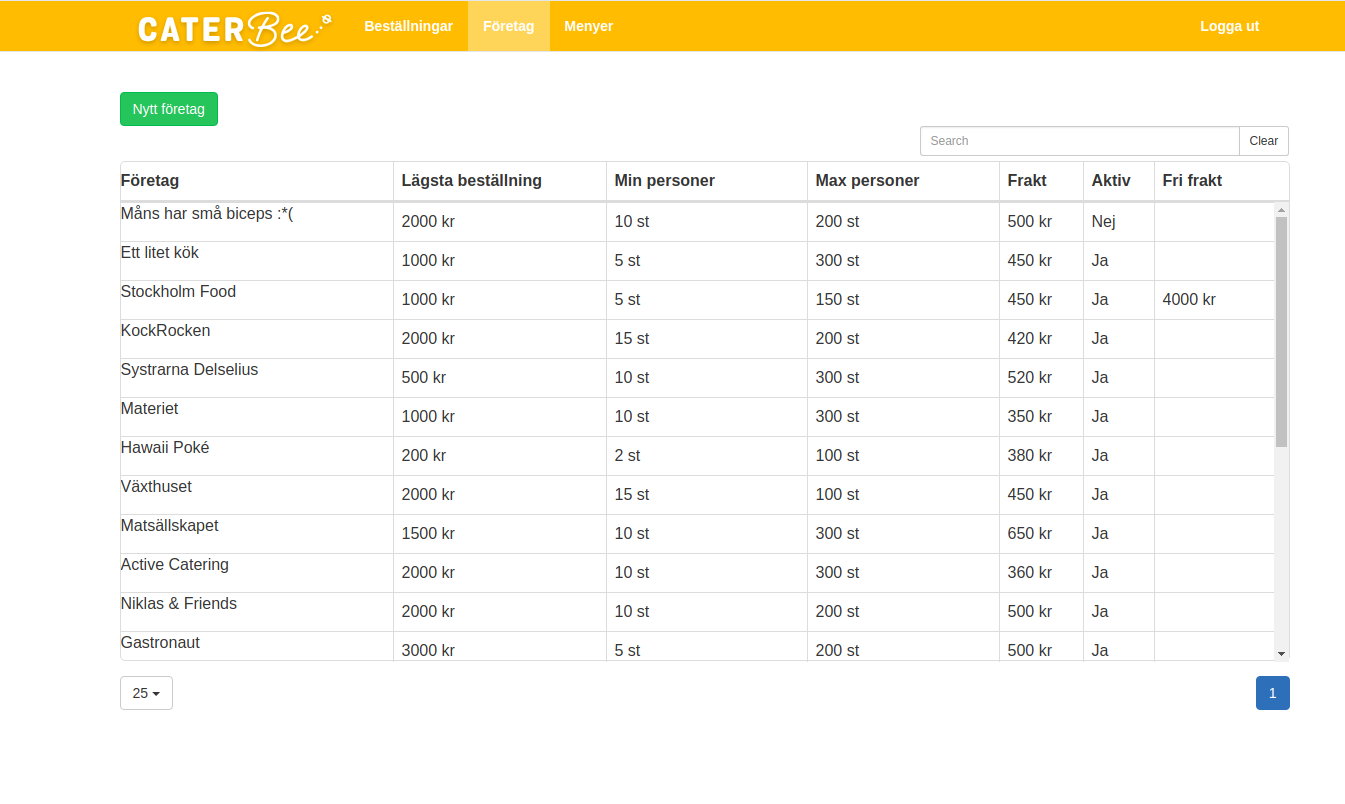 CATERBee Beställningar Företag Menyer Logga ut
Nytt företag
Search Clear
Företag Lägsta beställning Min personer Max personer Frakt Aktiv Fri frakt
Måns har små biceps :*( 2000 kr 10 st 200 st 500 kr Nej
Ett litet kök 1000 kr 5 st 300 st 450 kr Ja
Stockholm Food 1000 kr 5 st 150 st 450 kr Ja 4000 kr
KockRocken 2000 kr 15 st 200 st 420 kr Ja
Systrarna Delselius 500 kr 10 st 300 st 520 kr Ja
Materiet 1000 kr 10 st 300 st 350 kr Ja
Hawaii Poké 200 kr 2 st 100 st 380 kr Ja
Växthuset 2000 kr 15 st 100 st 450 kr Ja
Matsällskapet 1500 kr 10 st 300 st 650 kr Ja
Active Catering 2000 kr 10 st 300 st 360 kr Ja
Niklas & Friends 2000 kr 10 st 200 st 500 kr Ja
Gastronaut 3000 kr 5 st 200 st 500 kr Ja
25 1